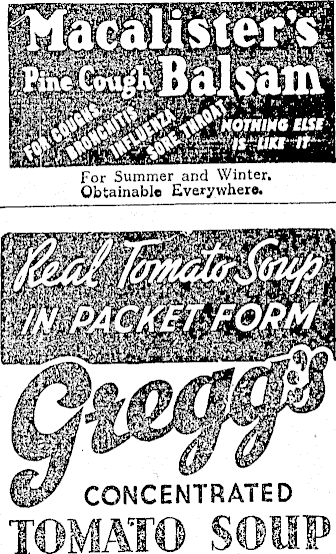 Macalister's
Pine Cough Balsam
FOR COUGHS
BRONCHITIS
INFLUENZA
SORE THROAT
NOTHING ELSE
IS LIKE IT
For Summer and Winter.
Obtainable Everywhere.
Real Tomato Soup
IN PACKET FORM
Gregg's
CONCENTRATED
TOMATO SOUP